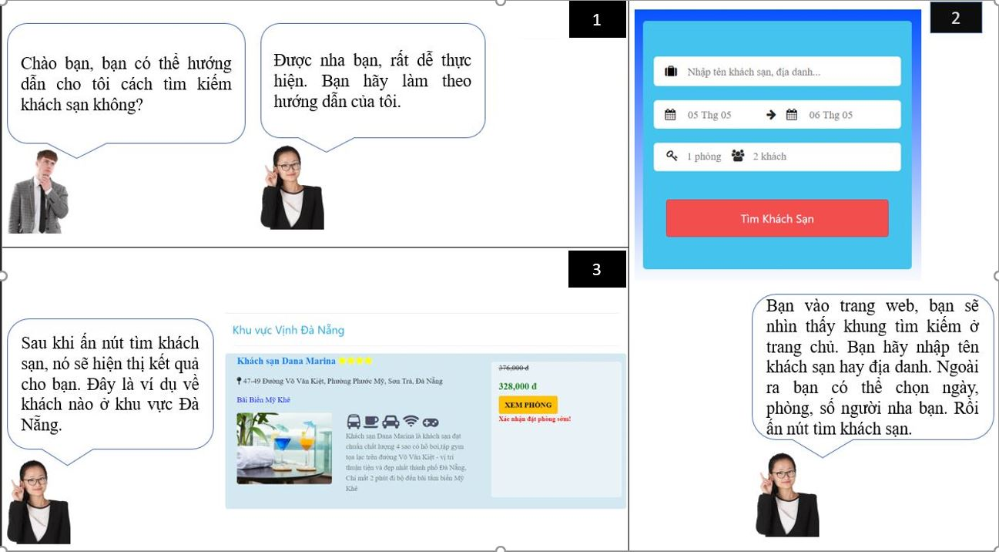 1
Chào bạn, bạn có thể hướng
dẫn cho tôi cách tìm kiếm
khách sạn không?
Được nha bạn, rất dễ thực
hiện. Bạn hãy làm theo
hướng dẫn của tôi.
2
Nhập tên khách sạn, địa danh...
05 Thg 05
06 Thg 05
1 phòng
2 khách
Tìm Khách Sạn
Bạn vào trang web, bạn sẽ
nhìn thấy khung tìm kiếm ở
trang chủ. Bạn hãy nhập tên
khách sạn hay địa danh. Ngoài
ra bạn có thể chọn ngày,
phòng, số người nha bạn. Rồi
ấn nút tìm khách sạn.
3
Sau khi ấn nút tìm khách
sạn, nó sẽ hiện thị kết quả
cho bạn. Đây là ví dụ về
khách nào ở khu vực Đà
Nẵng.
Khu vực Vịnh Đà Nẵng
Khách sạn Dana Marina
47-49 Đường Võ Văn Kiệt, Phường Phước Mỹ, Sơn Trà, Đà Nẵng
Bãi Biển Mỹ Khê
Khách sạn Dana Marina là khách sạn đạt
chuẩn chất lượng 4 sao có hồ bơi,tập gym
tọa lạc trên đường Võ Văn Kiệt - vị trí
thuận tiện và đẹp nhất thành phố Đà Nẵng,
Chỉ mất 2 phút đi bộ đến bãi tắm biển Mỹ
Khê
376,000 đ
328,000 đ
XEM PHÒNG
Xác nhận đặt phòng sớm!